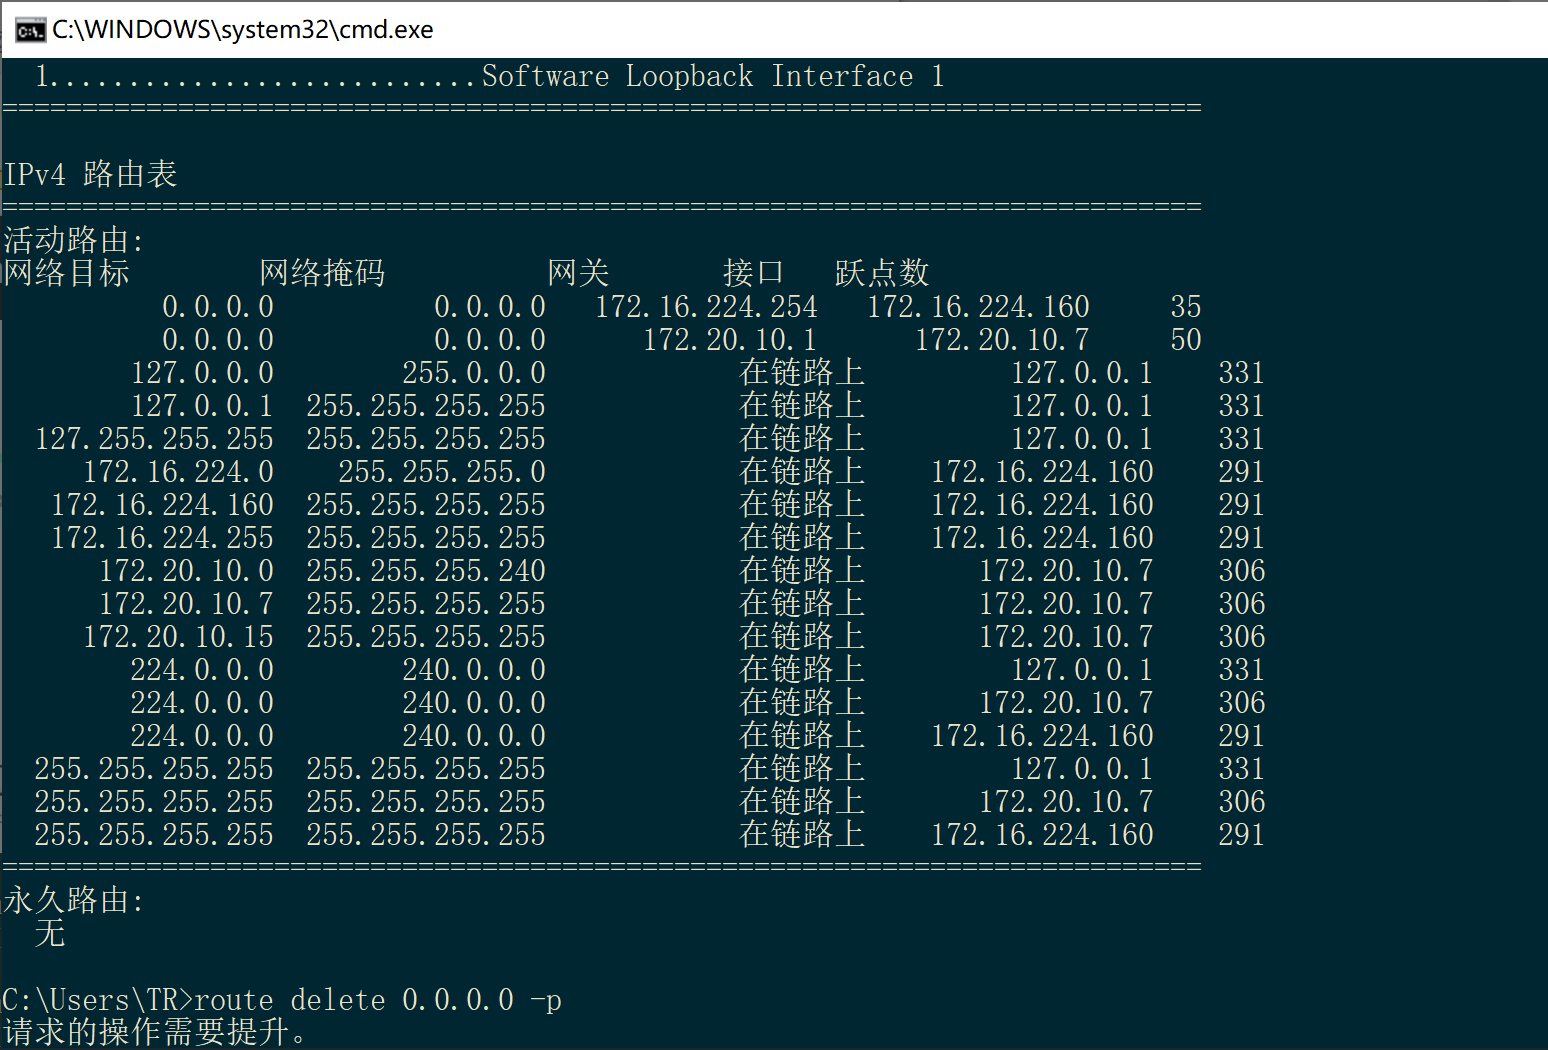 C:\WINDOWS\system32\cmd.exe
1...........................Software Loopback Interface 1
===========================================================================
IPv4 路由表
===========================================================================
活动路由:
网络目标 网络掩码 网关 接口 跃点数
0.0.0.0 0.0.0.0 172.16.224.254 172.16.224.160 35
0.0.0.0 0.0.0.0 172.20.10.1 172.20.10.7 50
127.0.0.0 255.0.0.0 在链路上 127.0.0.1 331
127.0.0.1 255.255.255.255 在链路上 127.0.0.1 331
127.255.255.255 255.255.255.255 在链路上 127.0.0.1 331
172.16.224.0 255.255.255.0 在链路上 172.16.224.160 291
172.16.224.160 255.255.255.255 在链路上 172.16.224.160 291
172.16.224.255 255.255.255.255 在链路上 172.16.224.160 291
172.20.10.0 255.255.255.240 在链路上 172.20.10.7 306
172.20.10.7 255.255.255.255 在链路上 172.20.10.7 306
172.20.10.15 255.255.255.255 在链路上 172.20.10.7 306
224.0.0.0 240.0.0.0 在链路上 127.0.0.1 331
224.0.0.0 240.0.0.0 在链路上 172.20.10.7 306
224.0.0.0 240.0.0.0 在链路上 172.16.224.160 291
255.255.255.255 255.255.255.255 在链路上 127.0.0.1 331
255.255.255.255 255.255.255.255 在链路上 172.20.10.7 306
255.255.255.255 255.255.255.255 在链路上 172.16.224.160 291
===========================================================================
永久路由:
无
C:\Users\TR>route delete 0.0.0.0 -p
请求的操作需要提升。